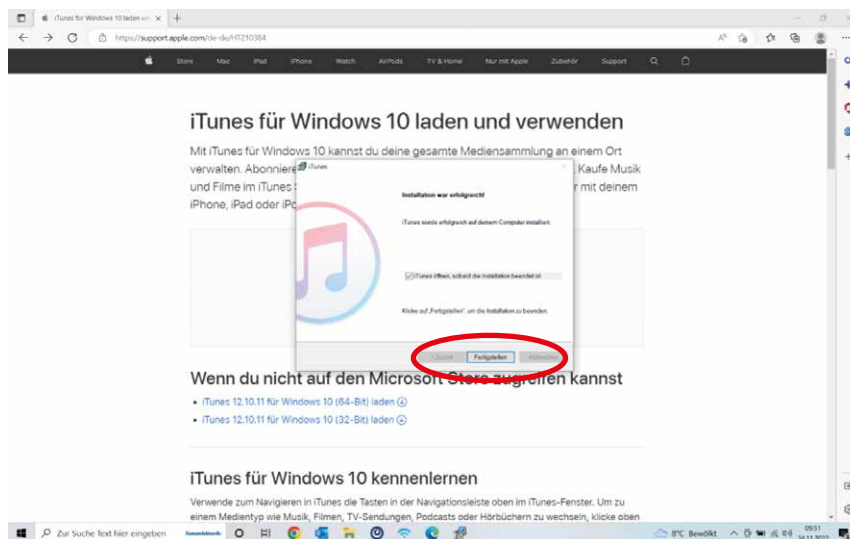 iTunes für Windows 10 laden un
https://support.apple.com/de-de/HT210384
Store Mac iPad iPhone Watch AirPods TV & Home Nur mit Apple Zubehör Support
iTunes für Windows 10 laden und verwenden
Mit iTunes für Windows 10 kannst du deine gesamte Mediensammlung an einem Ort
verwalten. Abonniere Kaufe Musik
und Filme im iTunes r mit deinem
iPhone, iPad oder iPo
iTunes
Installation war erfolgreich!
iTunes wurde erfolgreich auf deinem Computer installiert.
iTunes öffnen, sobald die Installation beendet ist
Klicke auf „Fertigstellen“, um die Installation zu beenden.
< Zurück Fertigstellen Abbrechen
Wenn du nicht auf den Microsoft Store zugreifen kannst
• iTunes 12.10.11 für Windows 10 (64-Bit) laden
• iTunes 12.10.11 für Windows 10 (32-Bit) laden
iTunes für Windows 10 kennenlernen
Verwende zum Navigieren in iTunes die Tasten in der Navigationsleiste oben im iTunes-Fenster. Um zu
einem Medientyp wie Musik, Filmen, TV-Sendungen, Podcasts oder Hörbüchern zu wechseln, klicke oben
Zur Suche Text hier eingeben
8°C Bewölkt
09:51
14.11.2022